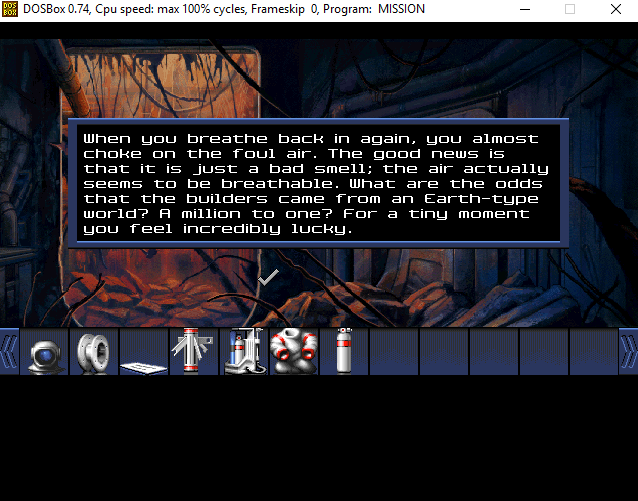 DOS
BOX
DOSBox 0.74, Cpu speed: max 100% cycles, Frameskip 0, Program: MISSION
When you breathe back in again, you almost
choke on the foul air. The good news is
that it is just a bad smell; the air actually
seems to be breathable. What are the odds
that the builders came from an Earth-type
world? A million to one? For a tiny moment
you feel incredibly lucky.